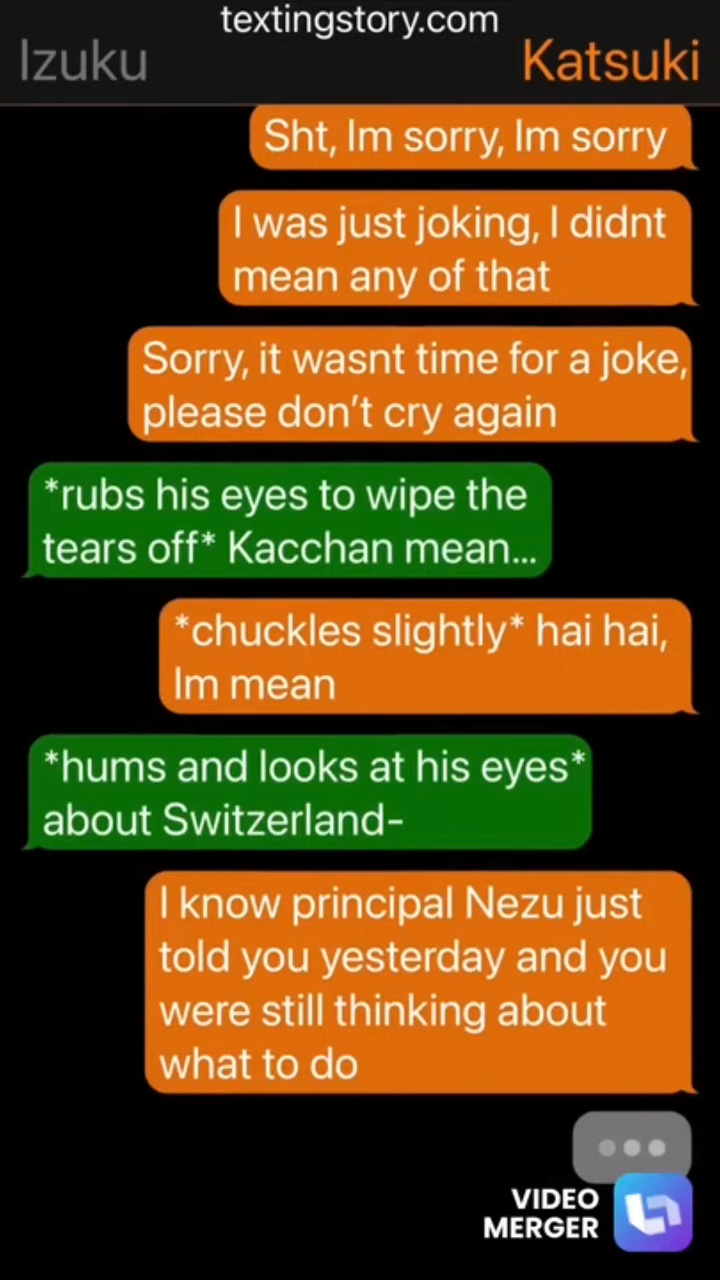 textingstory.com
Izuku
Katsuki
Sht, Im sorry, Im sorry
I was just joking, I didnt
mean any of that
Sorry, it wasnt time for a joke,
please don’t cry again
*rubs his eyes to wipe the
tears off* Kacchan mean...
*chuckles slightly* hai hai,
Im mean
*hums and looks at his eyes*
about Switzerland-
I know principal Nezu just
told you yesterday and you
were still thinking about
what to do
VIDEO
MERGER